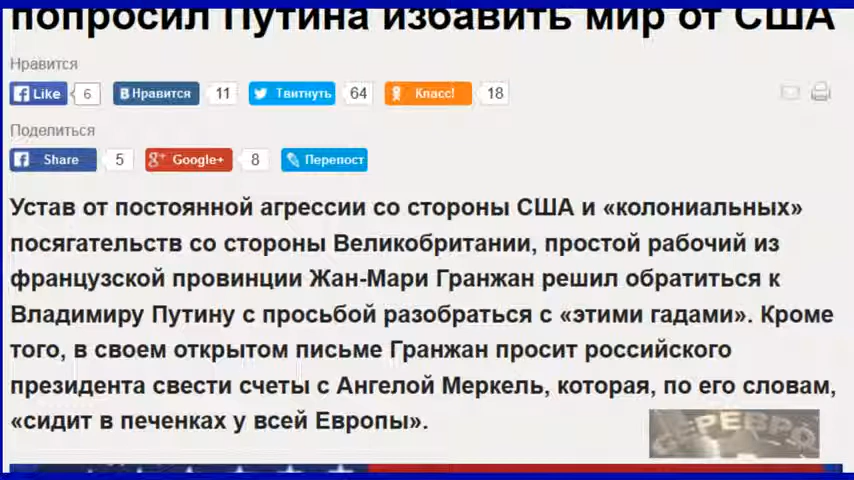 попросил Путина избавить мир от США
Нравится
Like 6 В Нравится 11 Твитнуть 64 Класс! 18
Поделиться
Share 5 Google+ 8 Перепост
Устав от постоянной агрессии со стороны США и «колониальных»
посягательств со стороны Великобритании, простой рабочий из
французской провинции Жан-Мари Гранжан решил обратиться к
Владимиру Путину с просьбой разобраться с «этими гадами». Кроме
того, в своем открытом письме Гранжан просит российского
президента свести счеты с Ангелой Меркель, которая, по его словам,
«сидит в печенках у всей Европы».